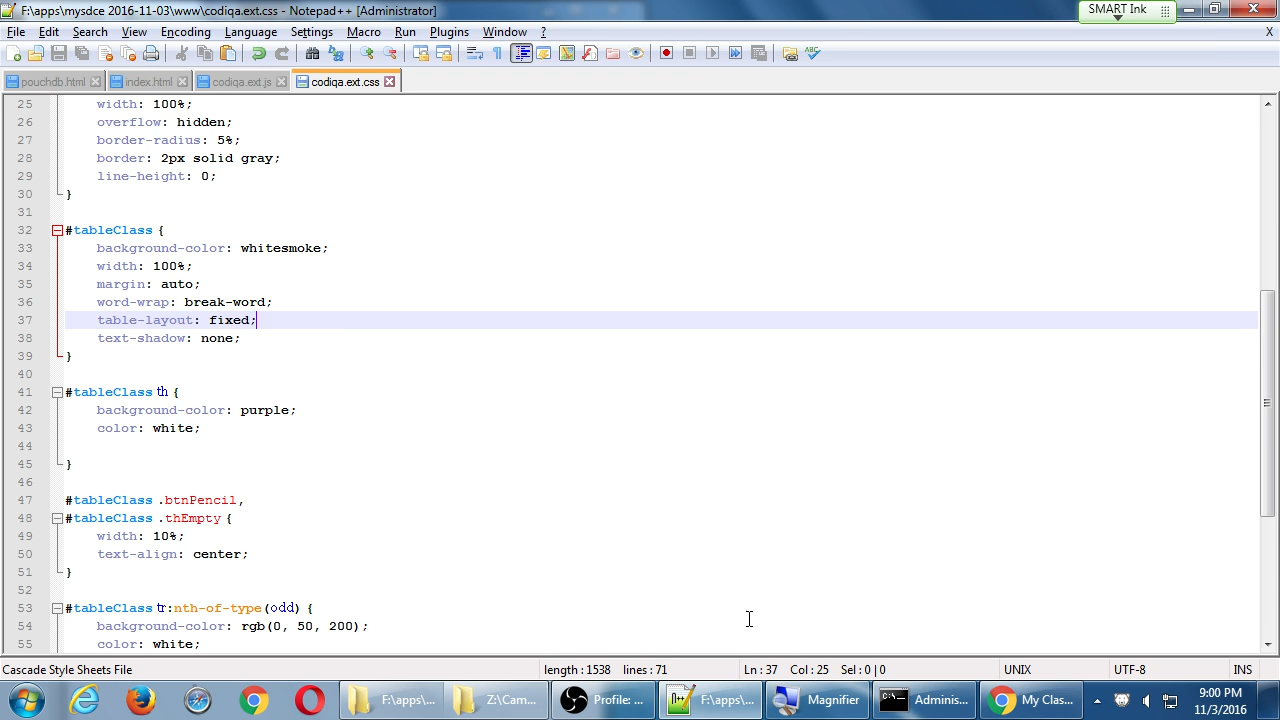 F:\apps\mysdce 2016-11-03\www\codiqa.ext.css - Notepad++ [Administrator]
SMART Ink
File Edit Search View Encoding Language Settings Macro Run Plugins Window ? X
pouchdb.html index.html codiqa.ext.js codiqa.ext.css
25 width: 100%;
26 overflow: hidden;
27 border-radius: 5%;
28 border: 2px solid gray;
29 line-height: 0;
30 }
31
32 #tableClass {
33 background-color: whitesmoke;
34 width: 100%;
35 margin: auto;
36 word-wrap: break-word;
37 table-layout: fixed;
38 text-shadow: none;
39 }
40
41 #tableClass th {
42 background-color: purple;
43 color: white;
44
45 }
46
47 #tableClass .btnPencil,
48 #tableClass .thEmpty {
49 width: 10%;
50 text-align: center;
51 }
52
53 #tableClass tr:nth-of-type(odd) {
54 background-color: rgb(0, 50, 200);
55 color: white;
Cascade Style Sheets File length : 1538 lines : 71 Ln : 37 Col : 25 Sel : 0 | 0 UNIX UTF-8 INS
F:\apps\... Z:\Cam... Profile: ... F:\apps\... Magnifier Adminis... My Clas...
9:00 PM
11/3/2016